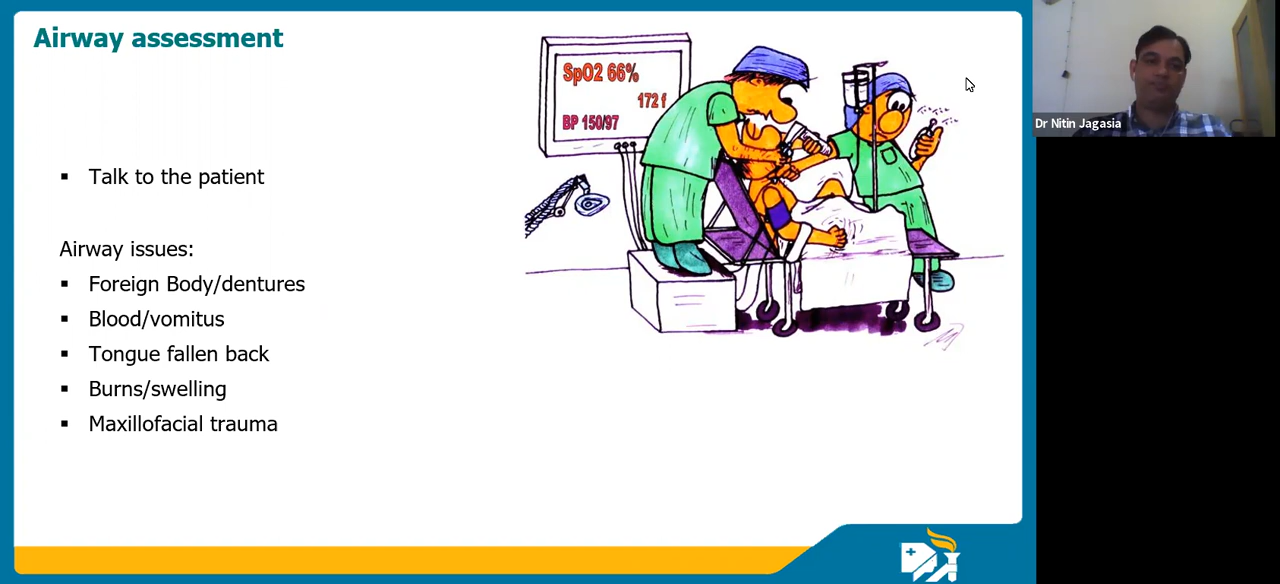 Airway assessment
SpO2 66%
172 f
BP 150/97
Dr Nitin Jagasia
▪ Talk to the patient
Airway issues:
▪ Foreign Body/dentures
▪ Blood/vomitus
▪ Tongue fallen back
▪ Burns/swelling
▪ Maxillofacial trauma